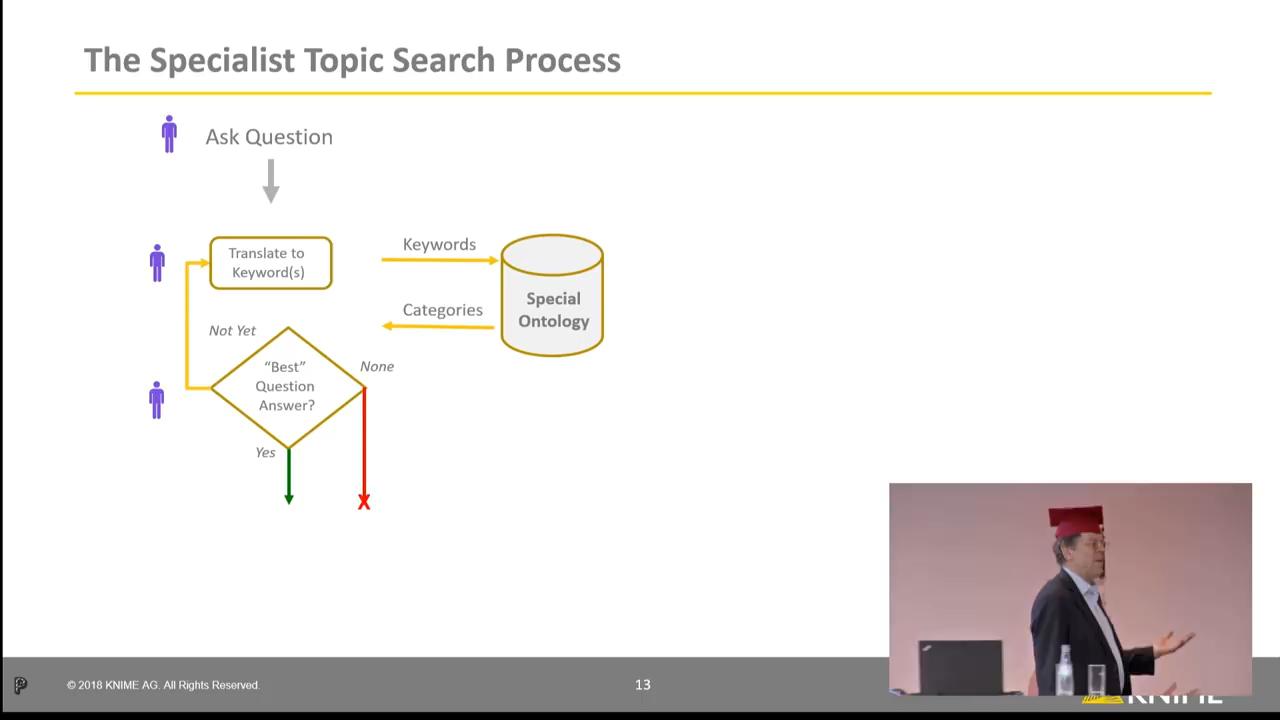 The Specialist Topic Search Process
Ask Question
Translate to
Keyword(s)
Keywords
Categories
Special
Ontology
Not Yet
None
“Best”
Question
Answer?
Yes
X
© 2018 KNIME AG. All Rights Reserved.
13